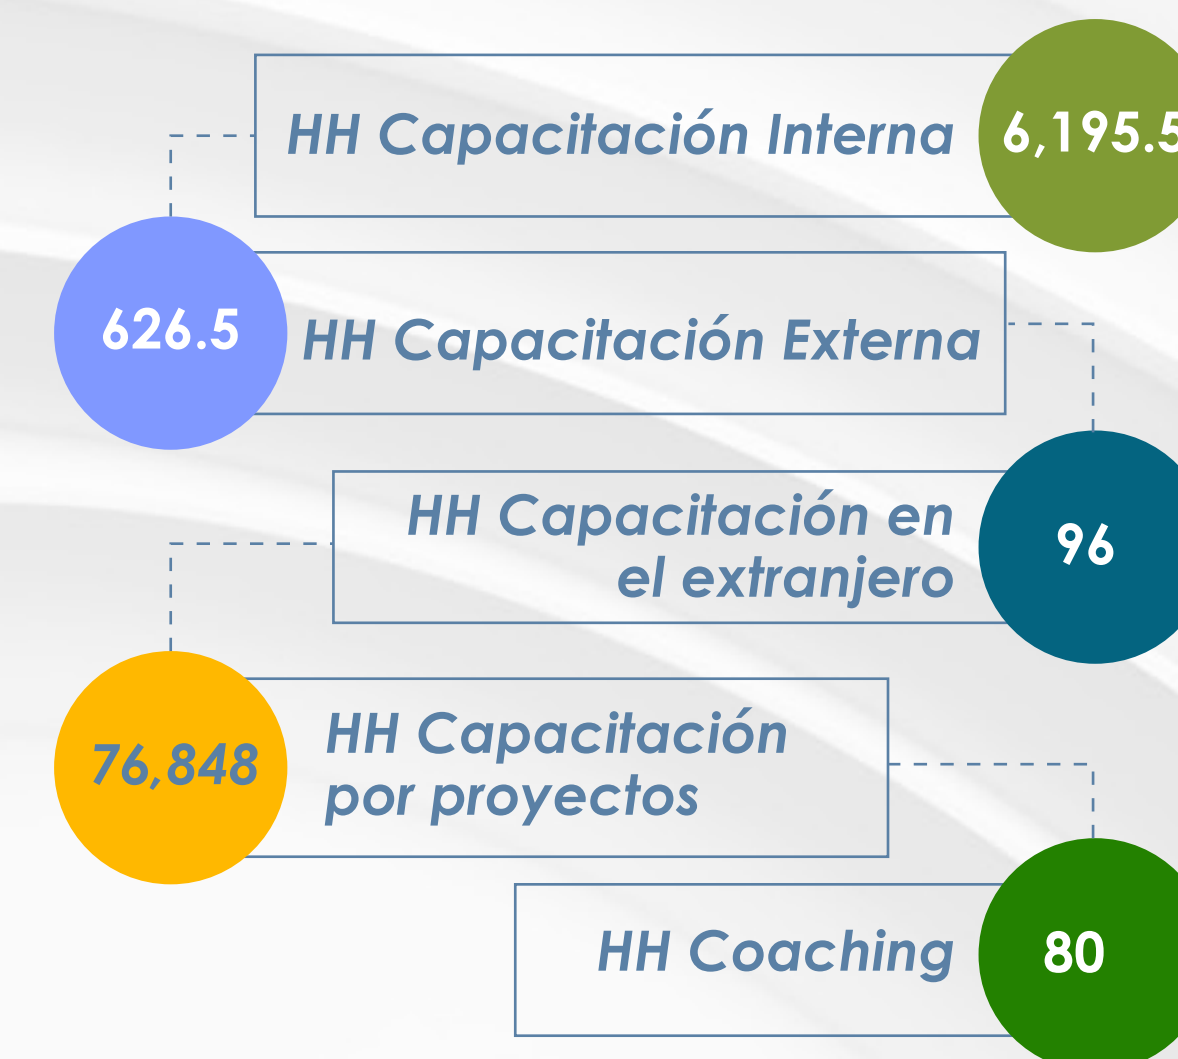 HH Capacitación Interna
6,195.5
626.5
HH Capacitación Externa
HH Capacitación en
el extranjero
96
76,848
HH Capacitación
por proyectos
HH Coaching
80